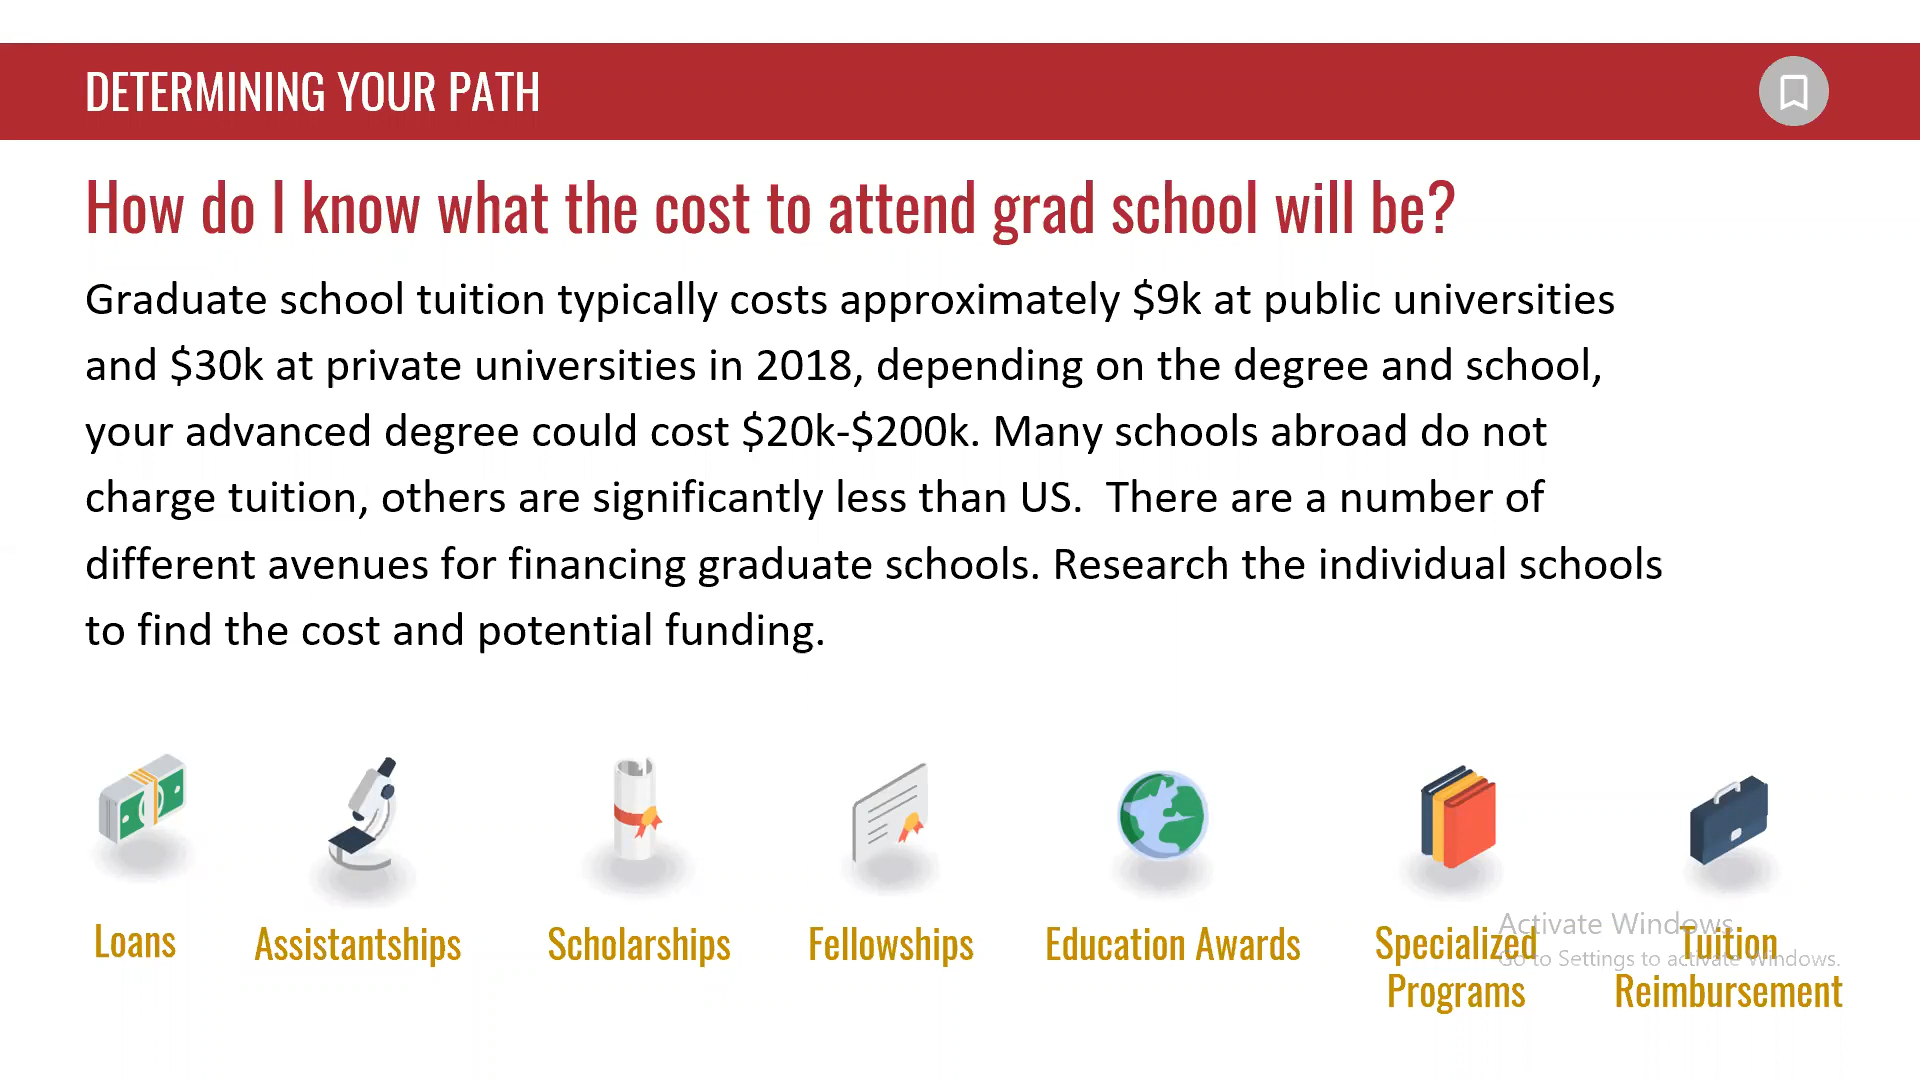 DETERMINING YOUR PATH
How do I know what the cost to attend grad school will be?
Graduate school tuition typically costs approximately $9k at public universities
and $30k at private universities in 2018, depending on the degree and school,
your advanced degree could cost $20k-$200k. Many schools abroad do not
charge tuition, others are significantly less than US.  There are a number of
different avenues for financing graduate schools. Research the individual schools
to find the cost and potential funding.
Loans
Assistantships
Scholarships
Fellowships
Education Awards
Specialized
Programs
Tuition
Reimbursement
Activate Windows
Go to Settings to activate Windows.